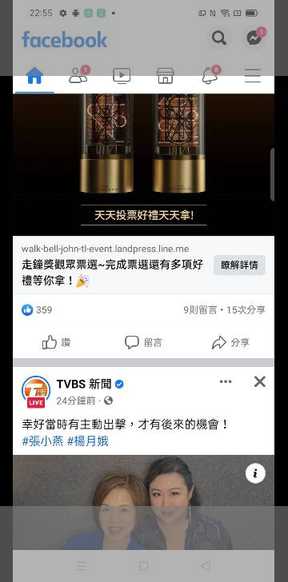 22:55
facebook
天天投票好禮天天拿!
walk-bell-john-tl-event.landpress.line.me
走鐘獎觀眾票選~完成票選還有多項好
禮等你拿！🎉
瞭解詳情
359
9則留言·15次分享
讚
留言
分享
TVBS 新聞
LIVE
24分鐘前·
幸好當時有主動出擊，才有後來的機會！
#張小燕 #楊月娥